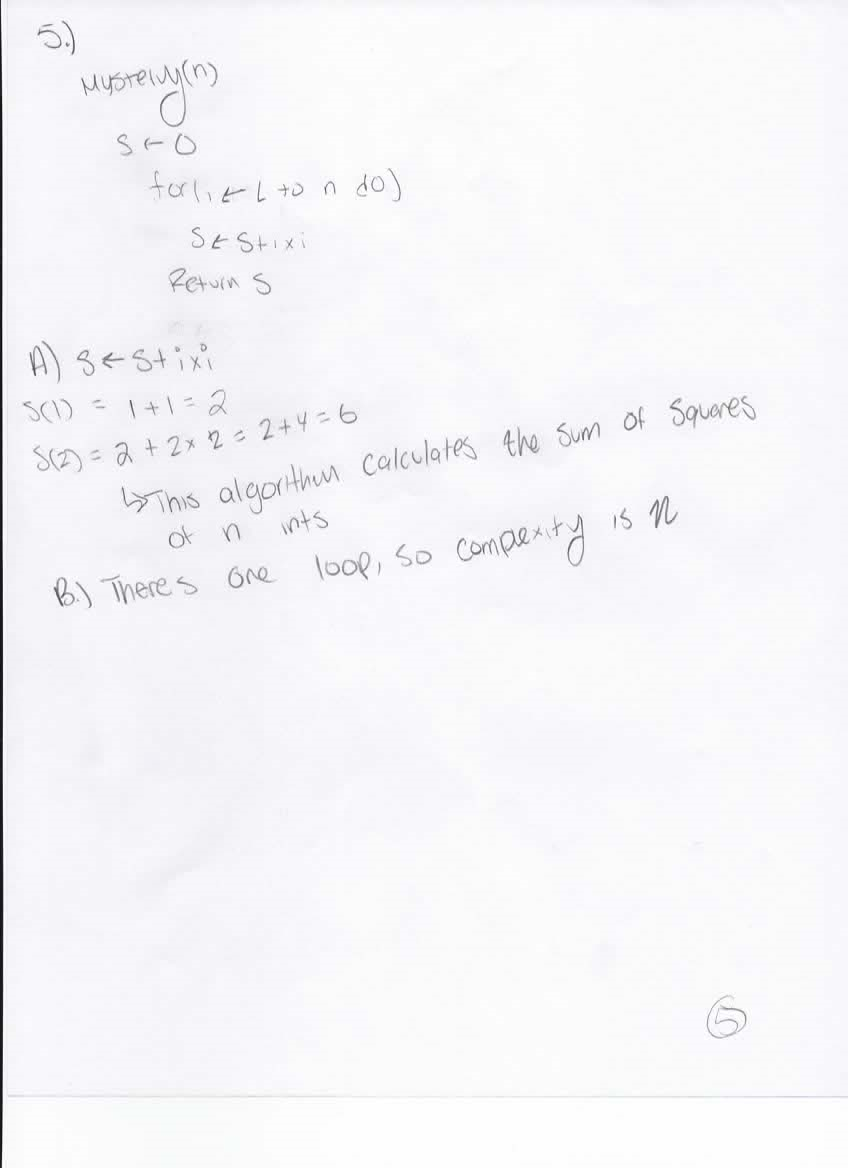 5.)
Mystery(n)
S ← 0
for(i ← 1 to n do)
S ← S + i x i
Return S
A) S ← S + i x i
S(1) = 1 + 1 = 2
S(2) = 2 + 2 x 2 = 2 + 4 = 6
↳ This algorithm calculates the sum of squares
of n ints
B.) Theres one loop, so complexity is n
5